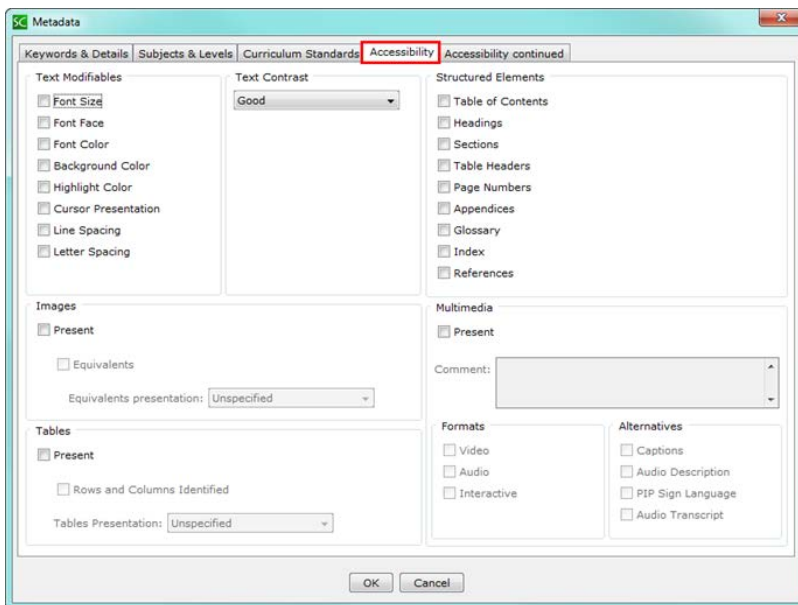 SC Metadata
Keywords & Details Subjects & Levels Curriculum Standards Accessibility Accessibility continued
Text Modifiables
Font Size
Font Face
Font Color
Background Color
Highlight Color
Cursor Presentation
Line Spacing
Letter Spacing
Text Contrast
Good
Structured Elements
Table of Contents
Headings
Sections
Table Headers
Page Numbers
Appendices
Glossary
Index
References
Images
Present
Equivalents
Equivalents presentation: Unspecified
Multimedia
Present
Comment:
Formats
Video
Audio
Interactive
Alternatives
Captions
Audio Description
PIP Sign Language
Audio Transcript
Tables
Present
Rows and Columns Identified
Tables Presentation: Unspecified
OK Cancel